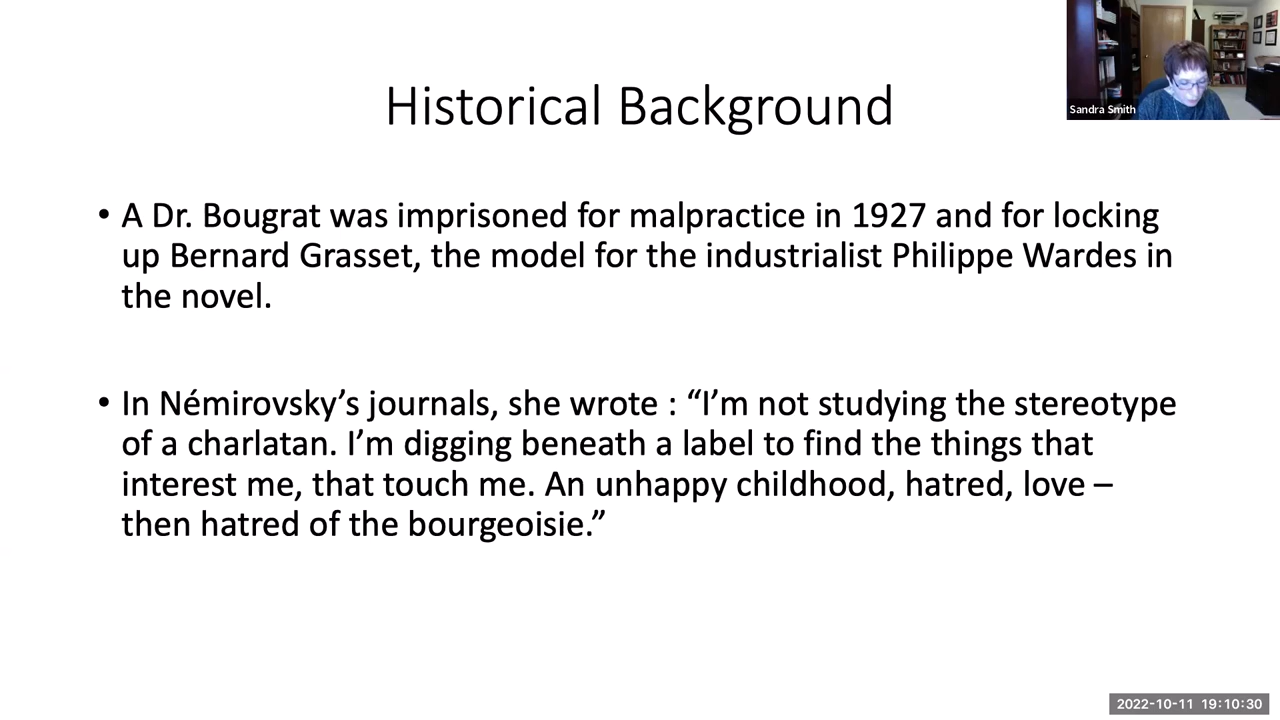 Historical Background
Sandra Smith
• A Dr. Bougrat was imprisoned for malpractice in 1927 and for locking
up Bernard Grasset, the model for the industrialist Philippe Wardes in
the novel.
• In Némirovsky’s journals, she wrote : “I’m not studying the stereotype
of a charlatan. I’m digging beneath a label to find the things that
interest me, that touch me. An unhappy childhood, hatred, love –
then hatred of the bourgeoisie.”
2022-10-11 19:10:30